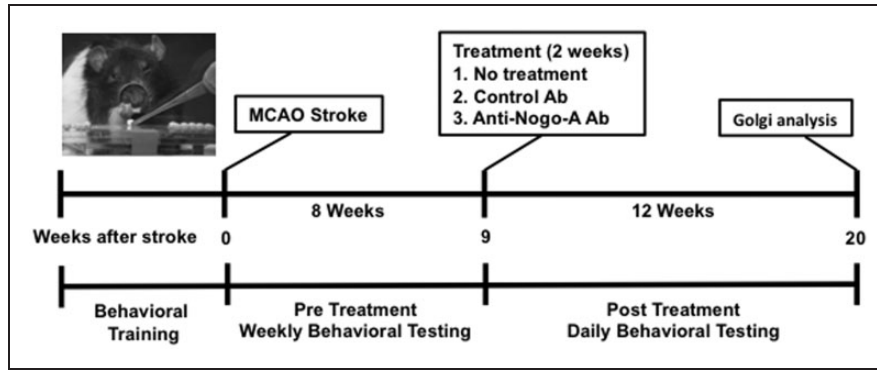 MCAO Stroke
Treatment (2 weeks)
1. No treatment
2. Control Ab
3. Anti-Nogo-A Ab
Golgi analysis
8 Weeks
12 Weeks
Weeks after stroke
0
9
20
Behavioral
Training
Pre Treatment
Weekly Behavioral Testing
Post Treatment
Daily Behavioral Testing